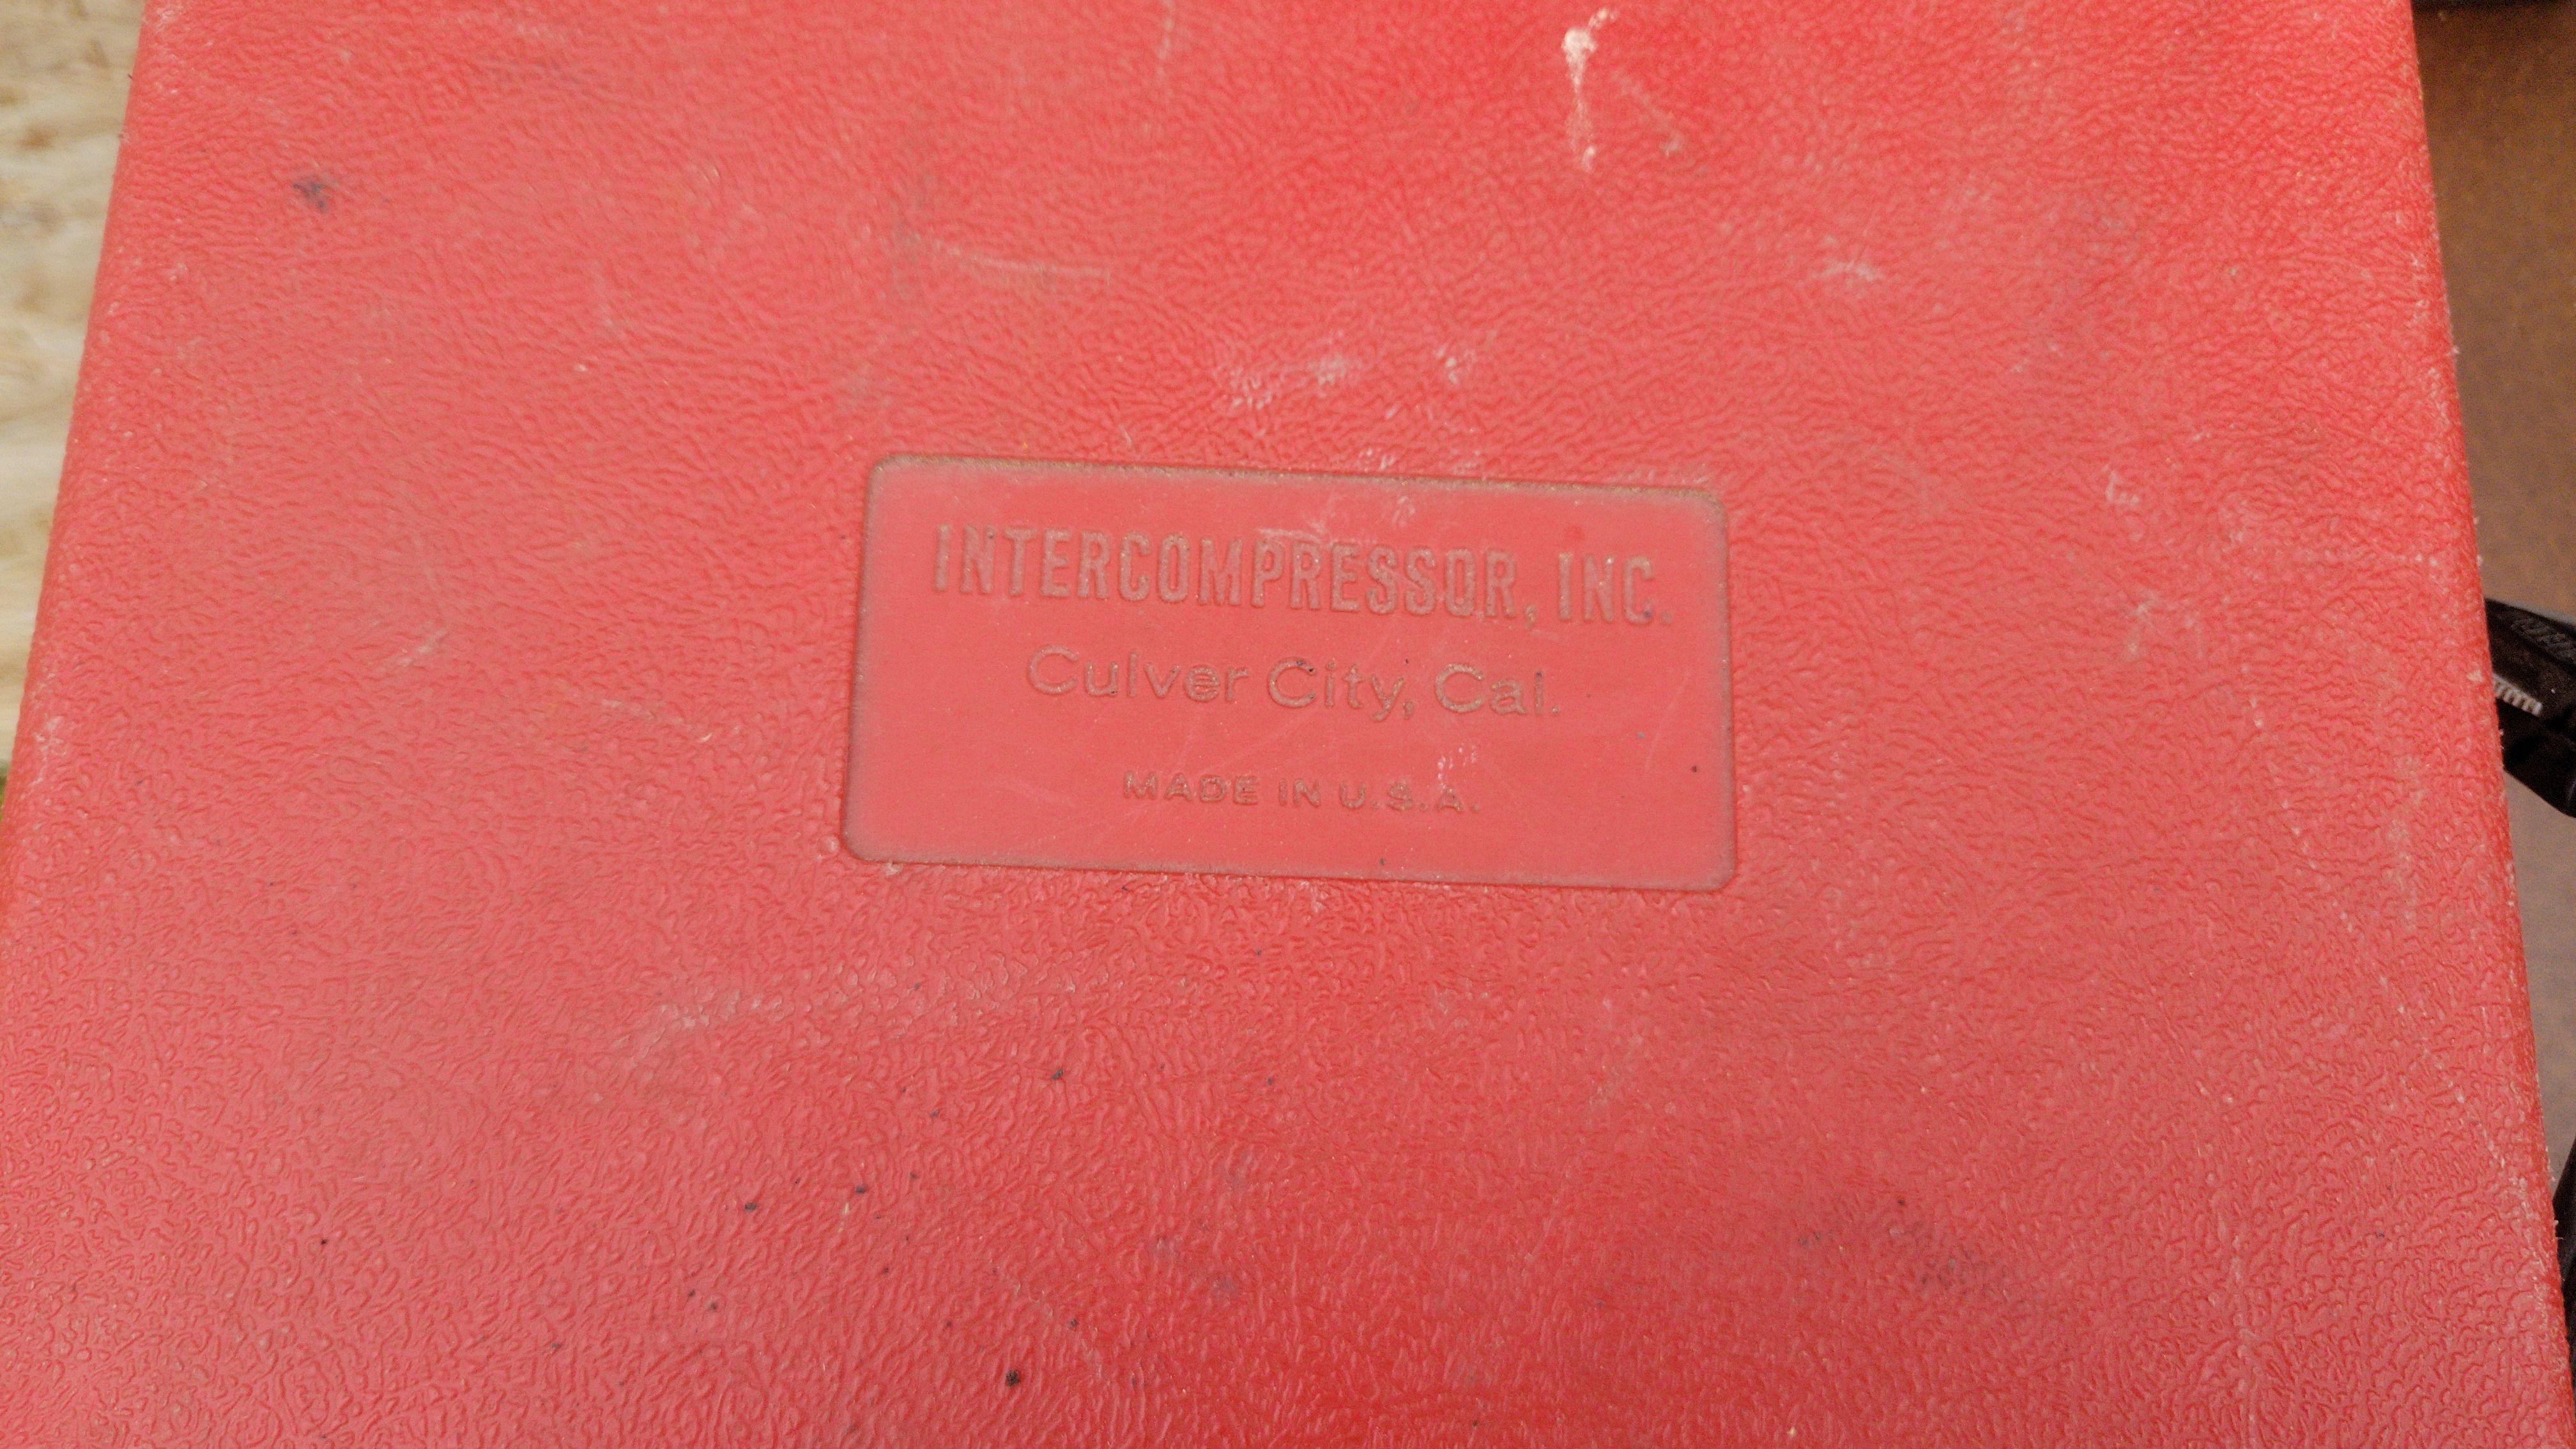 INTERCOMPRESSOR, INC.
Culver City, Cal.
MADE IN U.S.A.